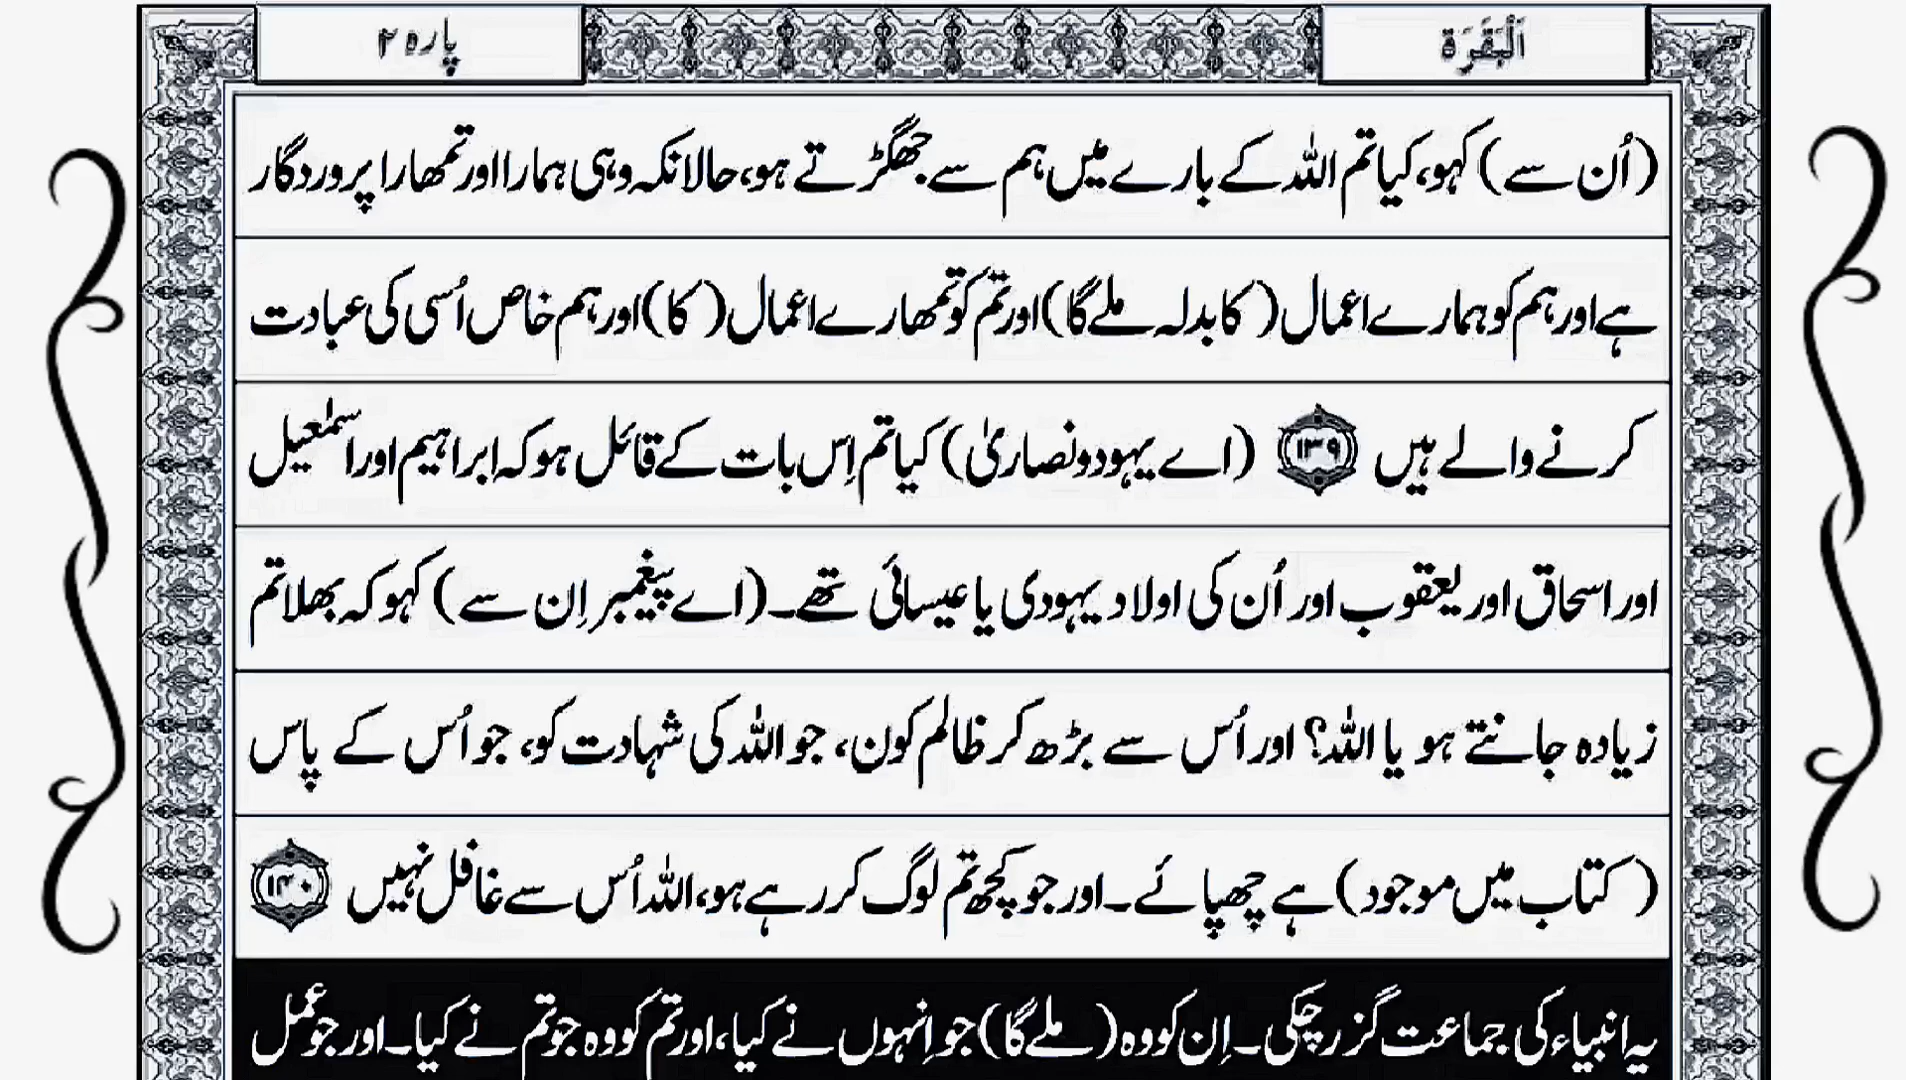 اَلْبَقَرَة
پارہ ۲
(اُن سے) کہو، کیا تم اللہ کے بارے میں ہم سے جھگڑتے ہو، حالانکہ وہی ہمارا اور تمھارا پروردگار
ہے اور ہم کو ہمارے اعمال (کا بدلہ ملے گا) اور تم کو تمھارے اعمال (کا) اور ہم خاص اُسی کی عبادت
کرنے والے ہیں ۱۳۹ (اے یہود و نصاریٰ) کیا تم اِس بات کے قائل ہو کہ ابراہیم اور اسمٰعیل
اور اسحاق اور یعقوب اور اُن کی اولاد یہودی یا عیسائی تھے۔ (اے پیغمبر اِن سے) کہو کہ بھلا تم
زیادہ جانتے ہو یا اللہ؟ اور اُس سے بڑھ کر ظالم کون، جو اللہ کی شہادت کو، جو اُس کے پاس
(کتاب میں موجود) ہے چھپائے۔ اور جو کچھ تم لوگ کر رہے ہو، اللہ اُس سے غافل نہیں ۱۴۰
یہ انبیاء کی جماعت گزر چکی۔ اِن کو وہ (ملے گا) جو اِنہوں نے کیا، اور تم کو وہ جو تم نے کیا۔ اور جو عمل